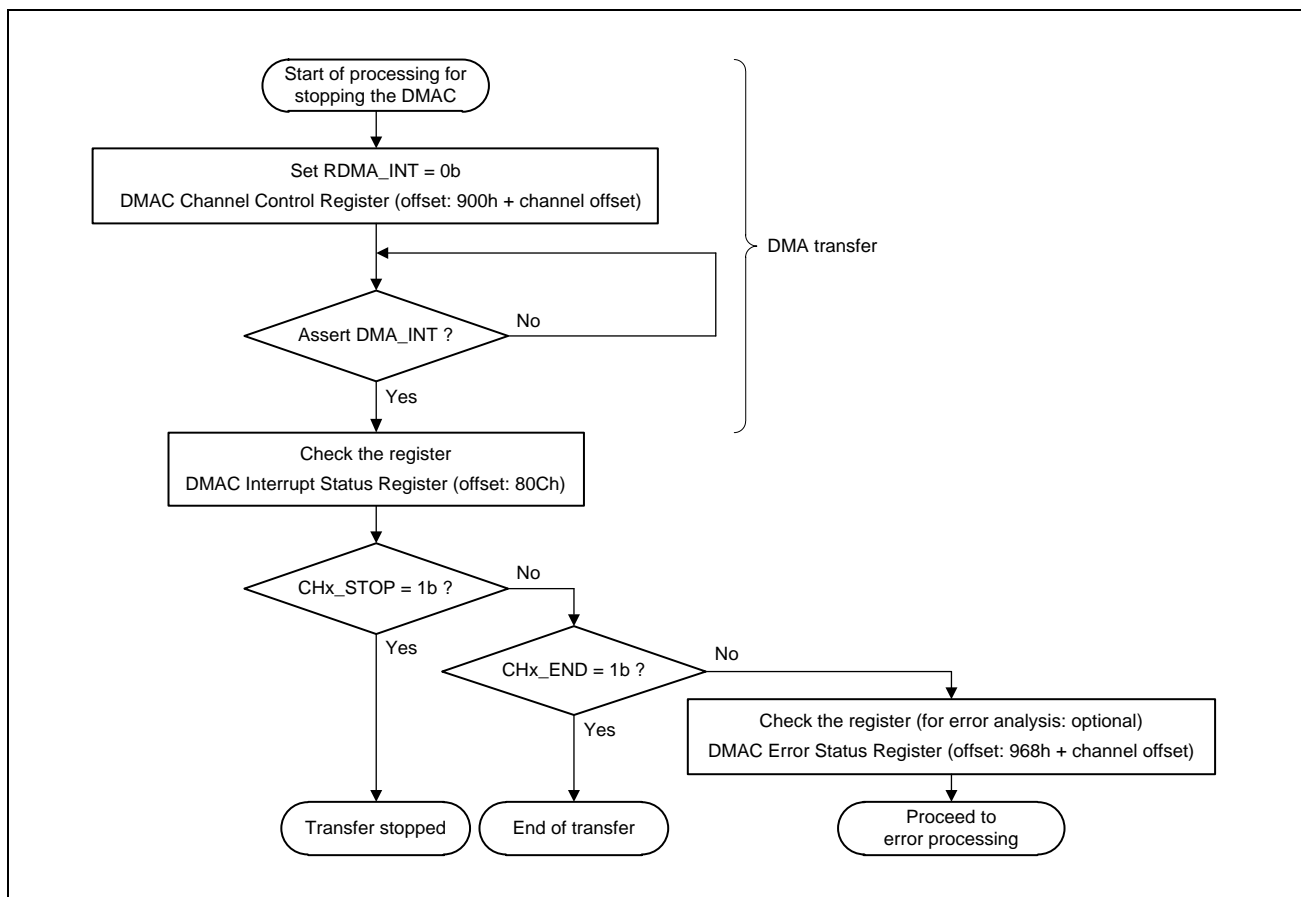 Start of processing for
stopping the DMAC
Set RDMA_INT = 0b
DMAC Channel Control Register (offset: 900h + channel offset)
DMA transfer
Assert DMA_INT ?
No
Yes
Check the register
DMAC Interrupt Status Register (offset: 80Ch)
CHx_STOP = 1b ?
No
Yes
CHx_END = 1b ?
No
Yes
Check the register (for error analysis: optional)
DMAC Error Status Register (offset: 968h + channel offset)
Transfer stopped
End of transfer
Proceed to
error processing